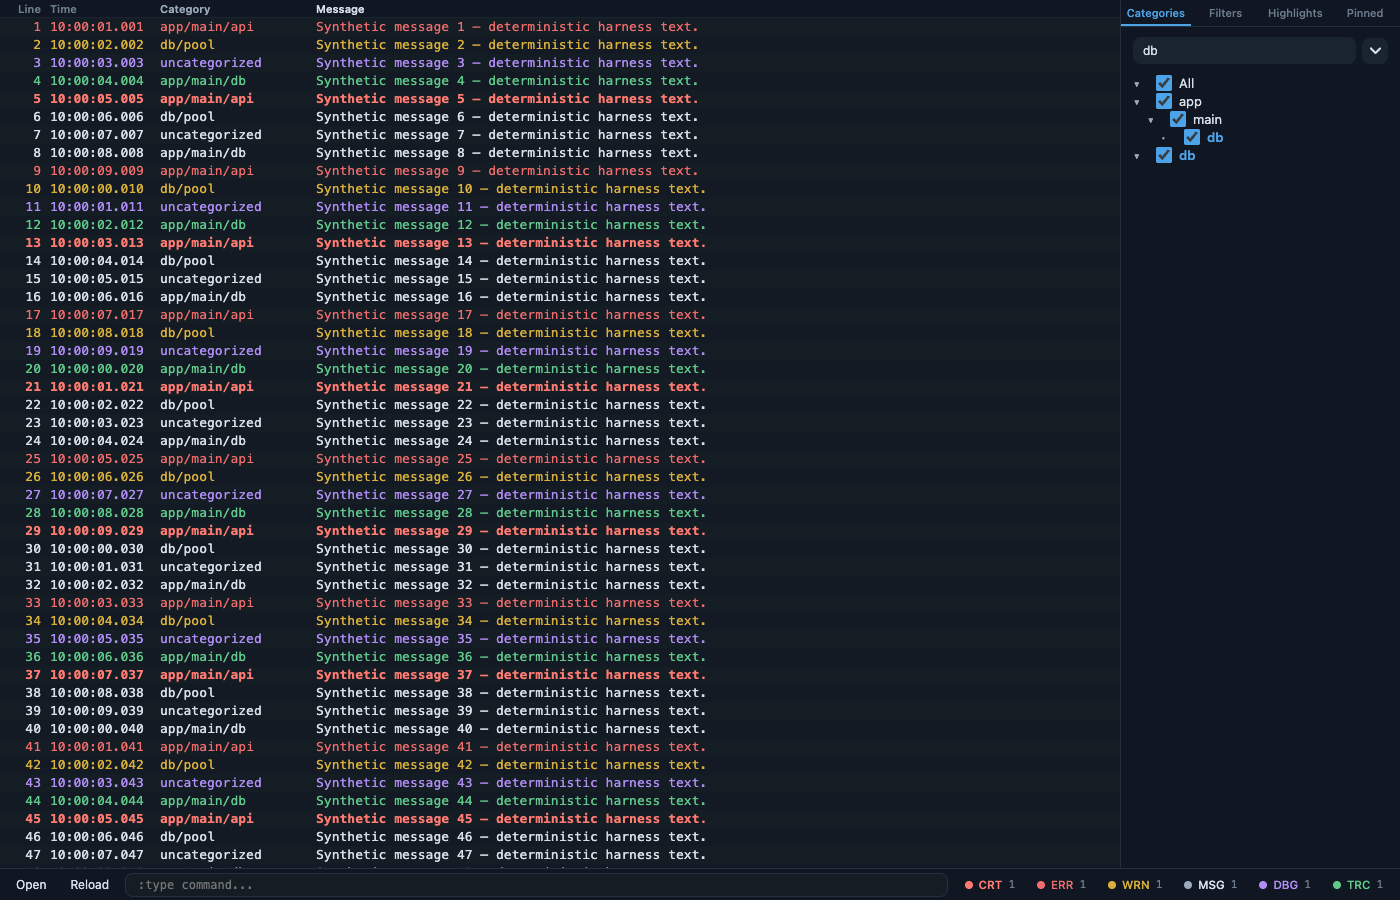 Line Time Category Message
1 10:00:01.001 app/main/api Synthetic message 1 — deterministic harness text.
2 10:00:02.002 db/pool Synthetic message 2 — deterministic harness text.
3 10:00:03.003 uncategorized Synthetic message 3 — deterministic harness text.
4 10:00:04.004 app/main/db Synthetic message 4 — deterministic harness text.
5 10:00:05.005 app/main/api Synthetic message 5 — deterministic harness text.
6 10:00:06.006 db/pool Synthetic message 6 — deterministic harness text.
7 10:00:07.007 uncategorized Synthetic message 7 — deterministic harness text.
8 10:00:08.008 app/main/db Synthetic message 8 — deterministic harness text.
9 10:00:09.009 app/main/api Synthetic message 9 — deterministic harness text.
10 10:00:00.010 db/pool Synthetic message 10 — deterministic harness text.
11 10:00:01.011 uncategorized Synthetic message 11 — deterministic harness text.
12 10:00:02.012 app/main/db Synthetic message 12 — deterministic harness text.
13 10:00:03.013 app/main/api Synthetic message 13 — deterministic harness text.
14 10:00:04.014 db/pool Synthetic message 14 — deterministic harness text.
15 10:00:05.015 uncategorized Synthetic message 15 — deterministic harness text.
16 10:00:06.016 app/main/db Synthetic message 16 — deterministic harness text.
17 10:00:07.017 app/main/api Synthetic message 17 — deterministic harness text.
18 10:00:08.018 db/pool Synthetic message 18 — deterministic harness text.
19 10:00:09.019 uncategorized Synthetic message 19 — deterministic harness text.
20 10:00:00.020 app/main/db Synthetic message 20 — deterministic harness text.
21 10:00:01.021 app/main/api Synthetic message 21 — deterministic harness text.
22 10:00:02.022 db/pool Synthetic message 22 — deterministic harness text.
23 10:00:03.023 uncategorized Synthetic message 23 — deterministic harness text.
24 10:00:04.024 app/main/db Synthetic message 24 — deterministic harness text.
25 10:00:05.025 app/main/api Synthetic message 25 — deterministic harness text.
26 10:00:06.026 db/pool Synthetic message 26 — deterministic harness text.
27 10:00:07.027 uncategorized Synthetic message 27 — deterministic harness text.
28 10:00:08.028 app/main/db Synthetic message 28 — deterministic harness text.
29 10:00:09.029 app/main/api Synthetic message 29 — deterministic harness text.
30 10:00:00.030 db/pool Synthetic message 30 — deterministic harness text.
31 10:00:01.031 uncategorized Synthetic message 31 — deterministic harness text.
32 10:00:02.032 app/main/db Synthetic message 32 — deterministic harness text.
33 10:00:03.033 app/main/api Synthetic message 33 — deterministic harness text.
34 10:00:04.034 db/pool Synthetic message 34 — deterministic harness text.
35 10:00:05.035 uncategorized Synthetic message 35 — deterministic harness text.
36 10:00:06.036 app/main/db Synthetic message 36 — deterministic harness text.
37 10:00:07.037 app/main/api Synthetic message 37 — deterministic harness text.
38 10:00:08.038 db/pool Synthetic message 38 — deterministic harness text.
39 10:00:09.039 uncategorized Synthetic message 39 — deterministic harness text.
40 10:00:00.040 app/main/db Synthetic message 40 — deterministic harness text.
41 10:00:01.041 app/main/api Synthetic message 41 — deterministic harness text.
42 10:00:02.042 db/pool Synthetic message 42 — deterministic harness text.
43 10:00:03.043 uncategorized Synthetic message 43 — deterministic harness text.
44 10:00:04.044 app/main/db Synthetic message 44 — deterministic harness text.
45 10:00:05.045 app/main/api Synthetic message 45 — deterministic harness text.
46 10:00:06.046 db/pool Synthetic message 46 — deterministic harness text.
47 10:00:07.047 uncategorized Synthetic message 47 — deterministic harness text.
Categories Filters Highlights Pinned
db
All
app
main
db
db
Open Reload :type command... CRT 1 ERR 1 WRN 1 MSG 1 DBG 1 TRC 1